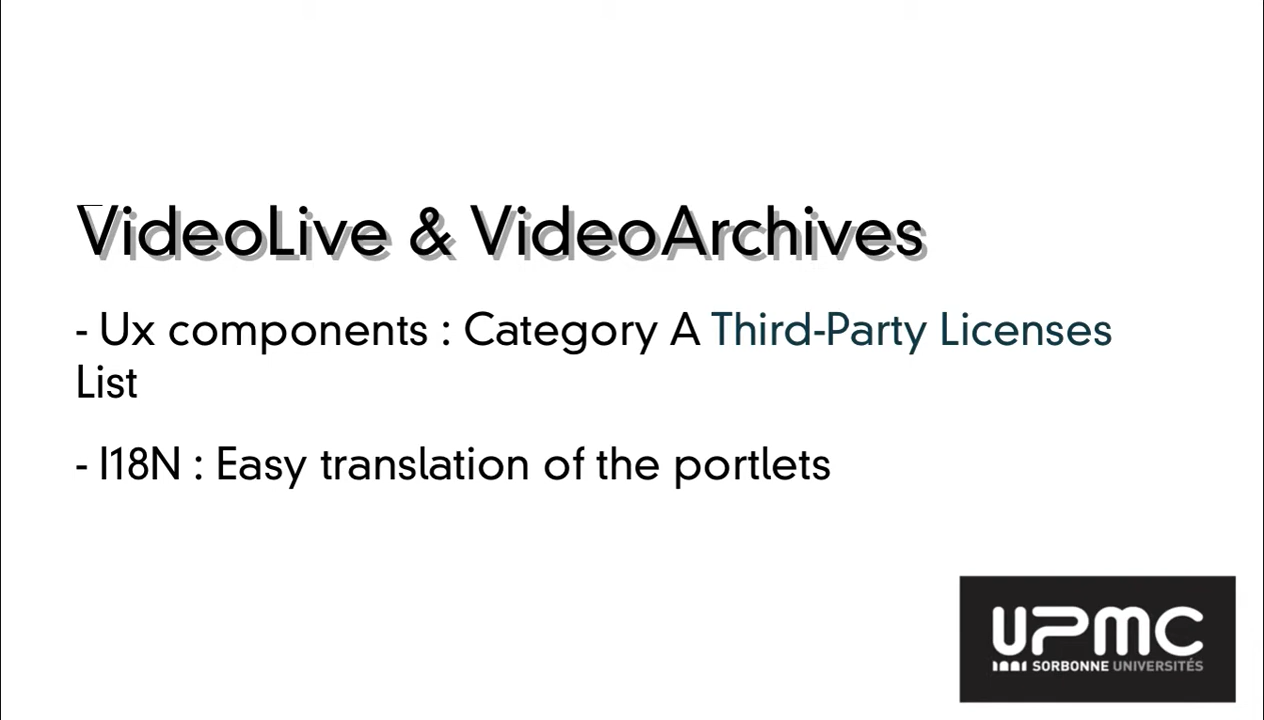 VideoLive & VideoArchives
- Ux components : Category A Third-Party Licenses
List
- I18N : Easy translation of the portlets
UPMC
SORBONNE UNIVERSITÉS